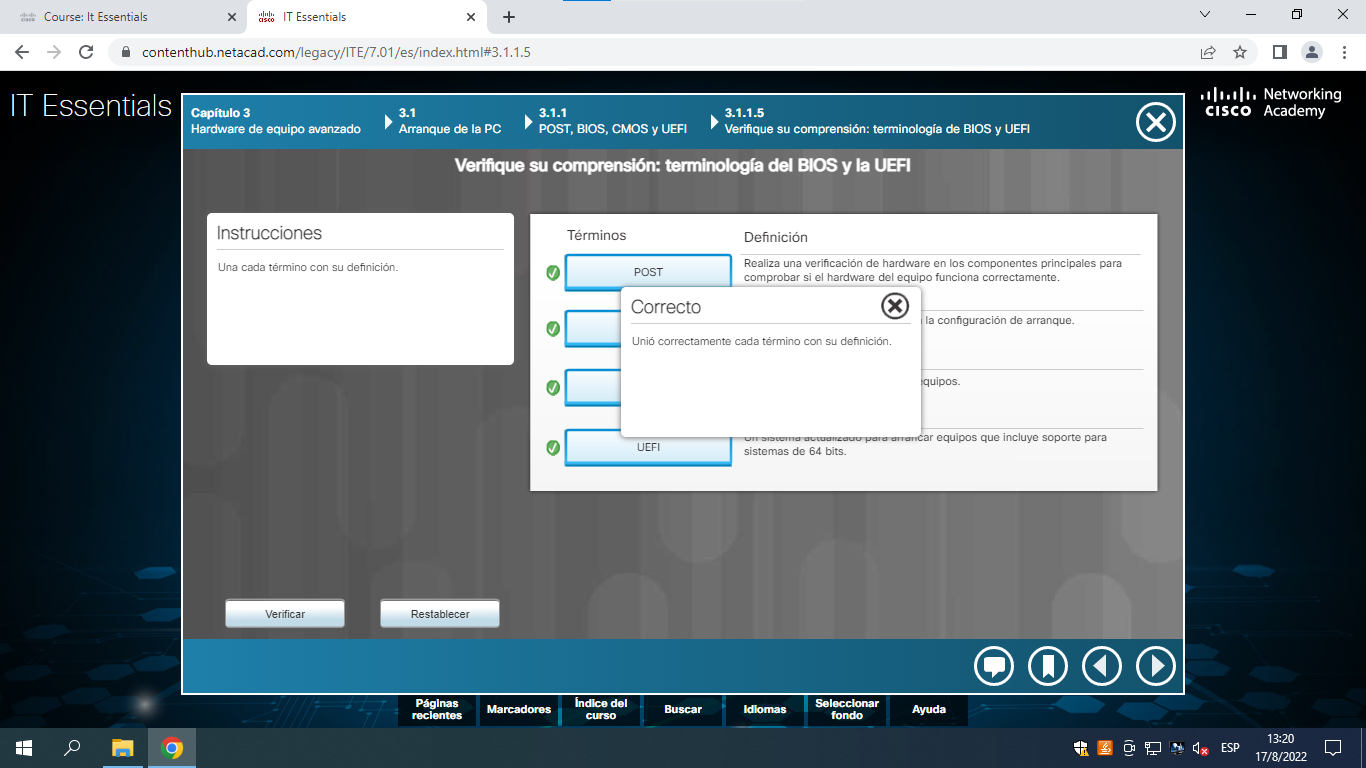 Course: It Essentials
IT Essentials
contenthub.netacad.com/legacy/ITE/7.01/es/index.html#3.1.1.5
IT Essentials
Capítulo 3
Hardware de equipo avanzado
3.1
Arranque de la PC
3.1.1
POST, BIOS, CMOS y UEFI
3.1.1.5
Verifique su comprensión: terminología de BIOS y UEFI
CISCO
Networking
Academy
Verifique su comprensión: terminología del BIOS y la UEFI
Instrucciones
Una cada término con su definición.
Términos
Definición
POST
Realiza una verificación de hardware en los componentes principales para
comprobar si el hardware del equipo funciona correctamente.
la configuración de arranque.
equipos.
Correcto
Unió correctamente cada término con su definición.
UEFI
Un sistema actualizado para arrancar equipos que incluye soporte para
sistemas de 64 bits.
Verificar
Restablecer
Páginas
recientes
Marcadores
Índice del
curso
Buscar
Idiomas
Seleccionar
fondo
Ayuda
ESP
13:20
17/8/2022